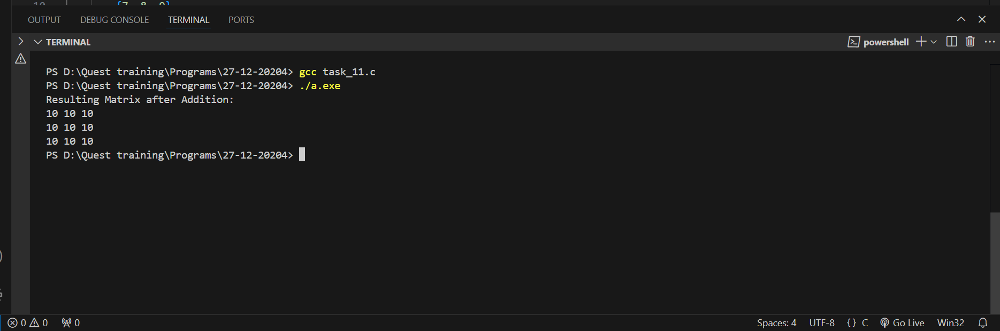 OUTPUT DEBUG CONSOLE TERMINAL PORTS
TERMINAL
powershell
PS D:\Quest training\Programs\27-12-20204> gcc task_11.c
PS D:\Quest training\Programs\27-12-20204> ./a.exe
Resulting Matrix after Addition:
10 10 10
10 10 10
10 10 10
PS D:\Quest training\Programs\27-12-20204>
0 0 0 Spaces: 4 UTF-8 {} C Go Live Win32